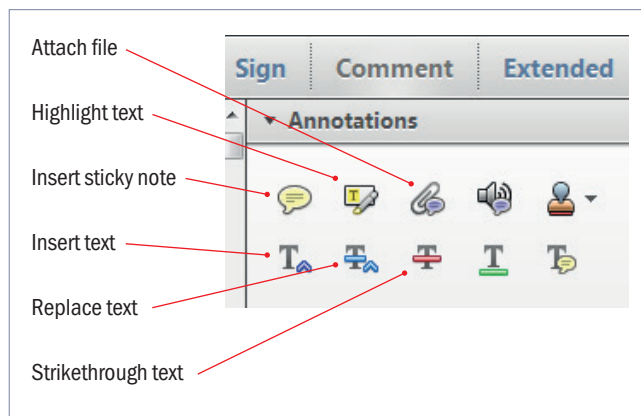 Attach file
Sign Comment Extended
Highlight text
Annotations
Insert sticky note
Insert text
Replace text
Strikethrough text